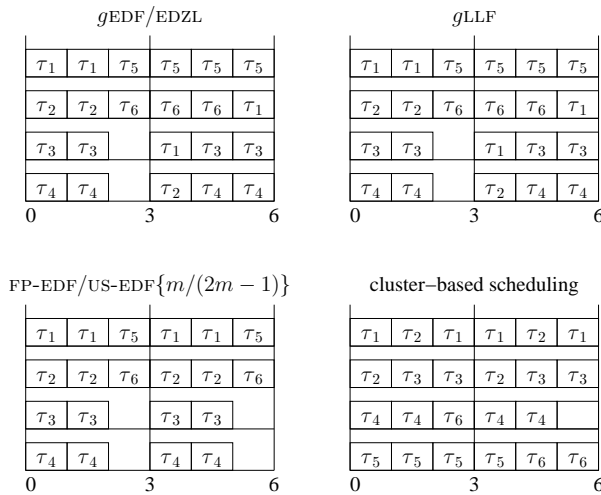 gEDF/EDZL
τ1 τ1 τ5 τ5 τ5 τ5
τ2 τ2 τ6 τ6 τ6 τ1
τ3 τ3 τ1 τ3 τ3
τ4 τ4 τ2 τ4 τ4
0 3 6
gLLF
τ1 τ1 τ5 τ5 τ5 τ5
τ2 τ2 τ6 τ6 τ6 τ1
τ3 τ3 τ1 τ3 τ3
τ4 τ4 τ2 τ4 τ4
0 3 6
FP-EDF/US-EDF{m/(2m − 1)}
τ1 τ1 τ5 τ1 τ1 τ5
τ2 τ2 τ6 τ2 τ2 τ6
τ3 τ3 τ3 τ3
τ4 τ4 τ4 τ4
0 3 6
cluster–based scheduling
τ1 τ1 τ2 τ1 τ2 τ1
τ2 τ3 τ3 τ2 τ3 τ3
τ4 τ4 τ6 τ4 τ4
τ5 τ5 τ5 τ5 τ6 τ6
0 3 6